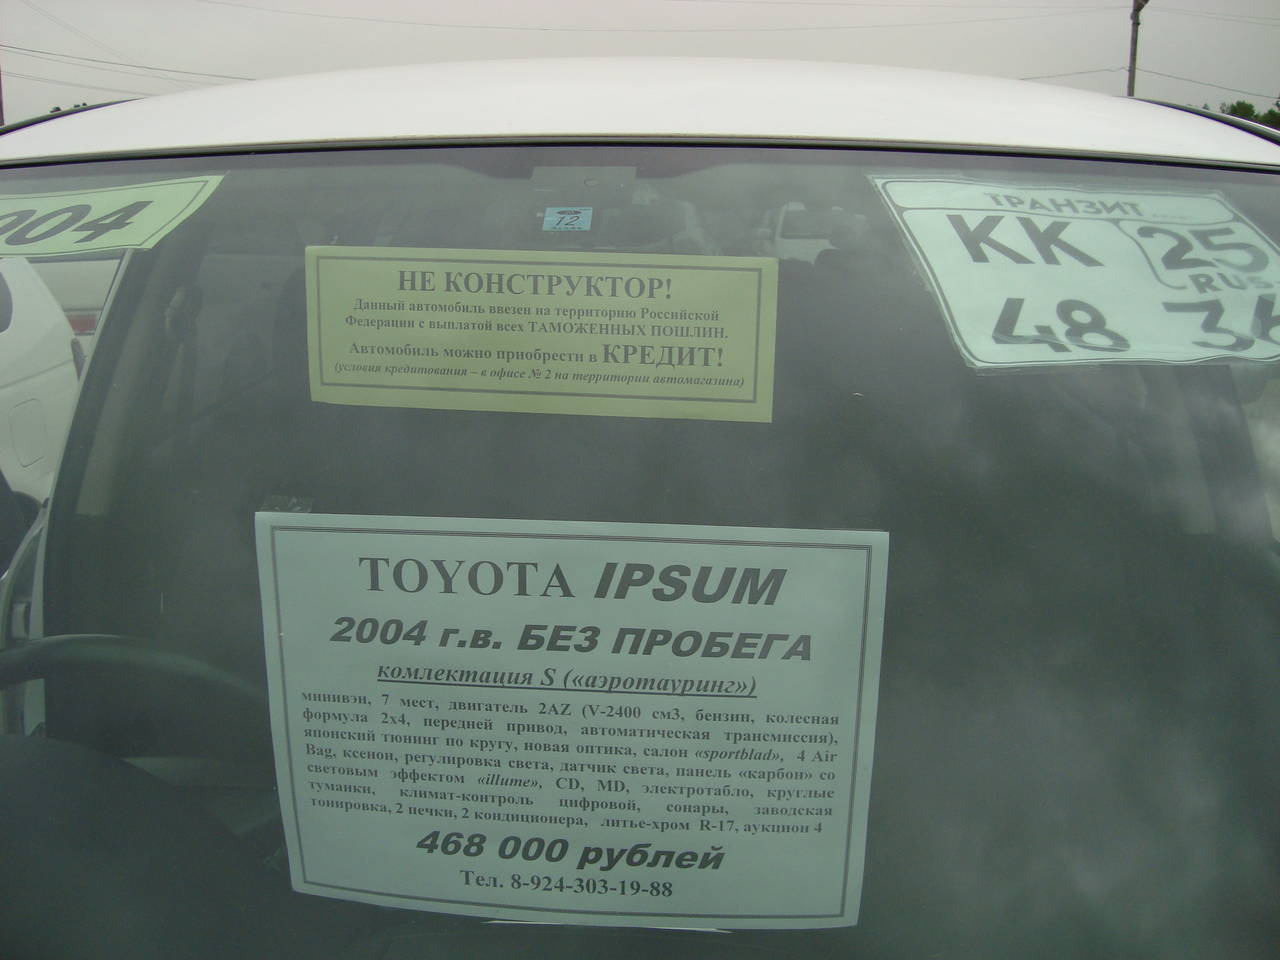 004
12
НЕ КОНСТРУКТОР!
Данный автомобиль ввезен на территорию Российской
Федерации с выплатой всех ТАМОЖЕННЫХ ПОШЛИН.
Автомобиль можно приобрести в КРЕДИТ!
(условия кредитования – в офисе № 2 на территории автомагазина)
ТРАНЗИТ
КК 25
RUS
48 36
TOYOTA IPSUM
2004 г.в. БЕЗ ПРОБЕГА
комлектация S («аэротауринг»)
минивэн, 7 мест, двигатель 2AZ (V-2400 см3, бензин, колесная
формула 2х4, передней привод, автоматическая трансмиссия),
японский тюнинг по кругу, новая оптика, салон «sportblad», 4 Air
Bag, ксенон, регулировка света, датчик света, панель «карбон» со
световым эффектом «illume», CD, MD, электротабло, круглые
туманки, климат-контроль цифровой, сонары, заводская
тонировка, 2 печки, 2 кондиционера, литье-хром R-17, аукцион 4
468 000 рублей
Тел. 8-924-303-19-88